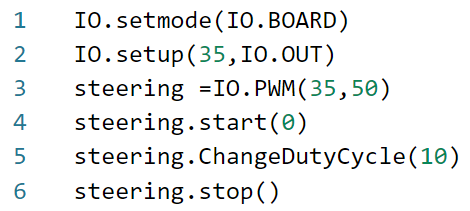 1 IO.setmode(IO.BOARD)
2 IO.setup(35,IO.OUT)
3 steering =IO.PWM(35,50)
4 steering.start(0)
5 steering.ChangeDutyCycle(10)
6 steering.stop()